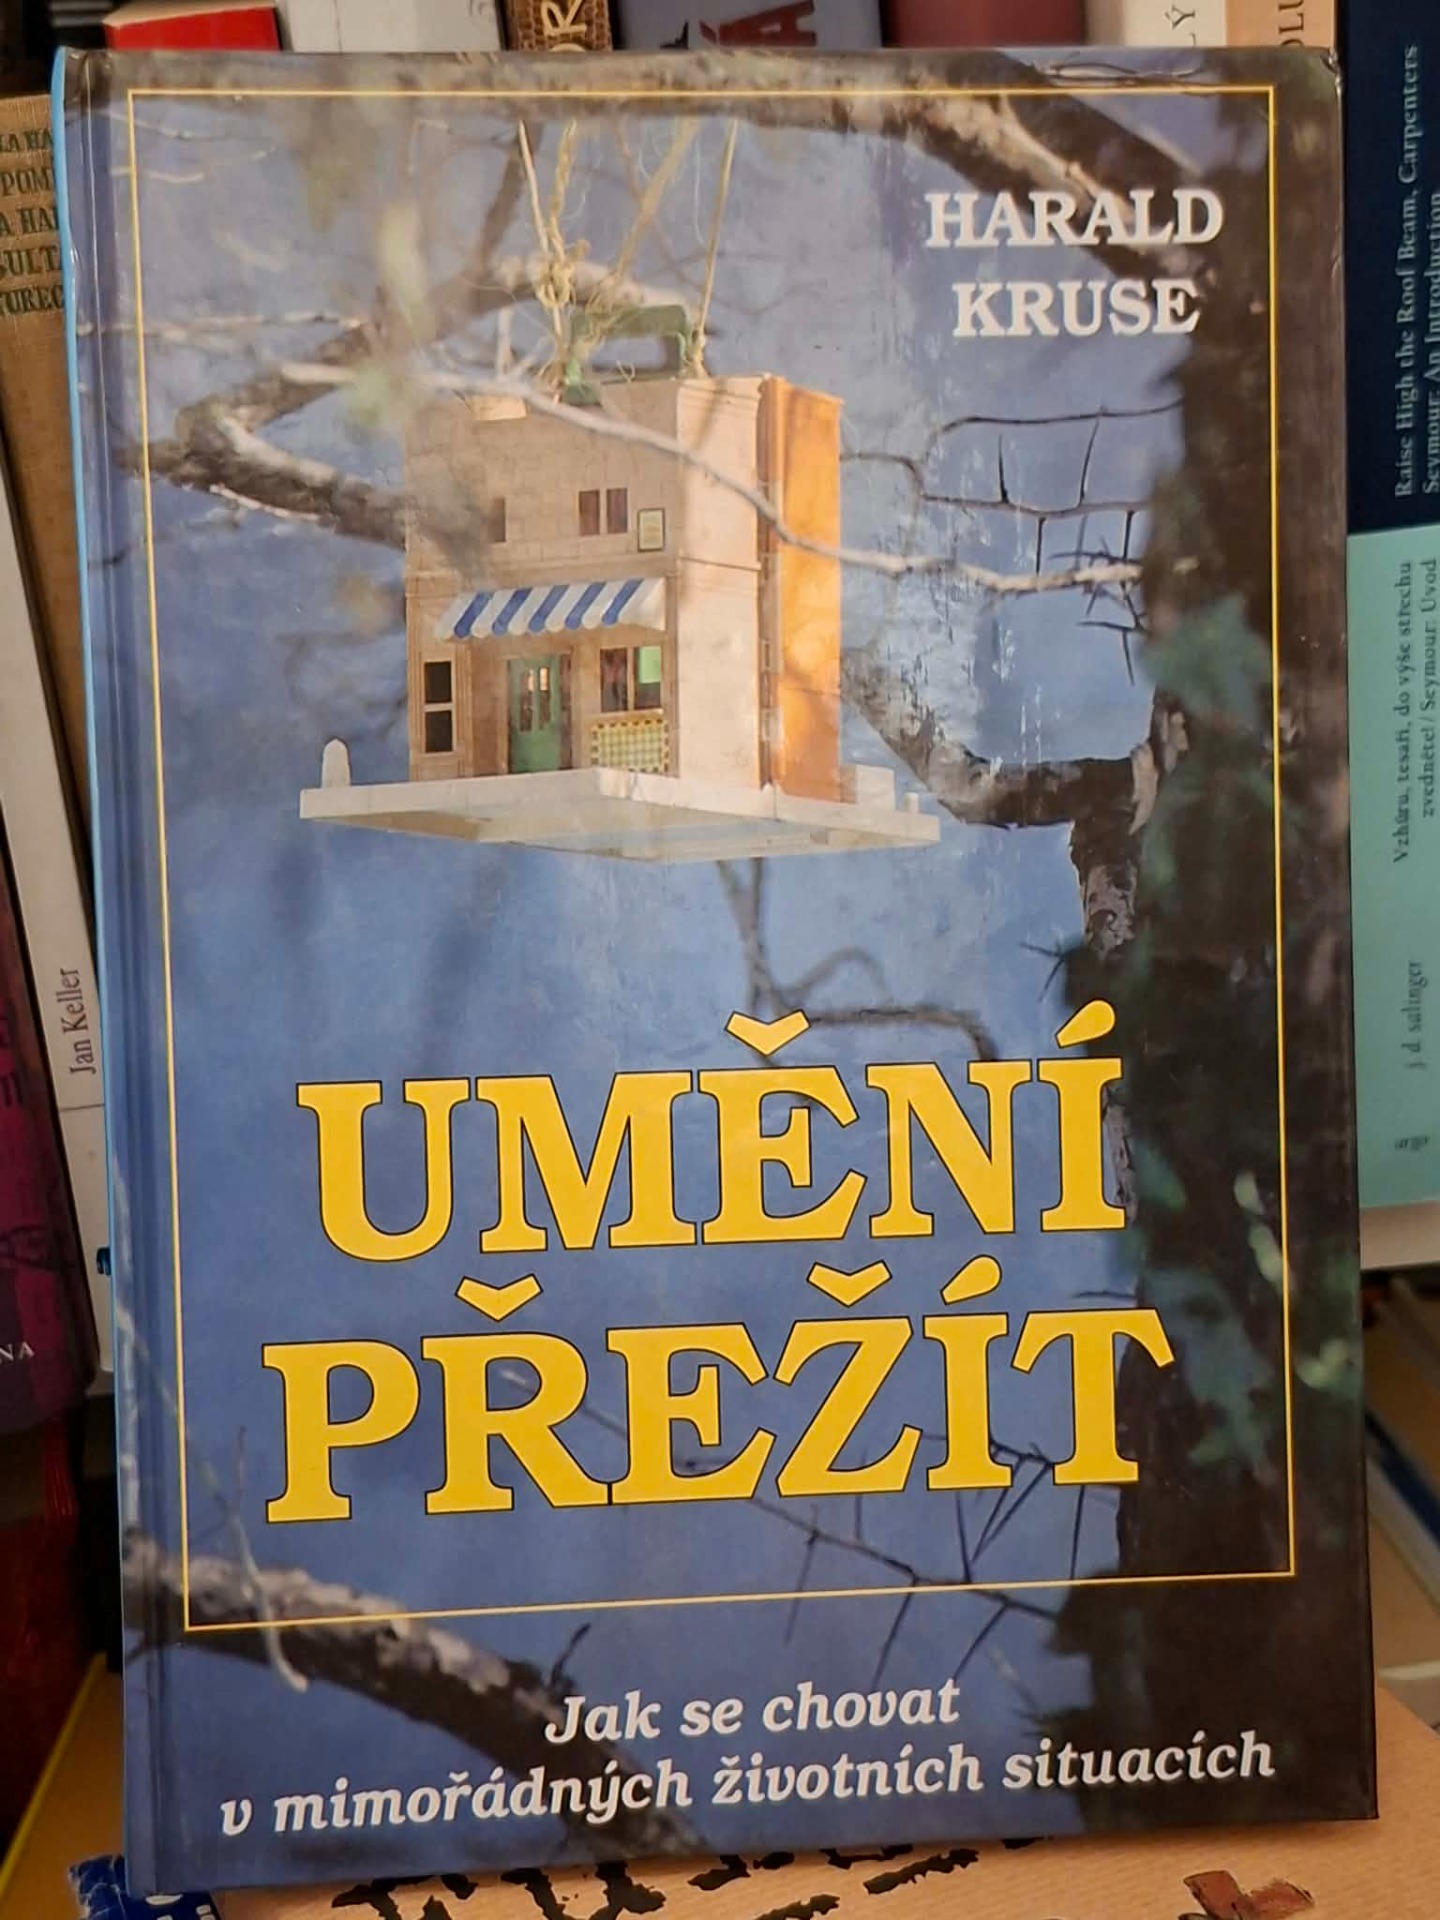 HARALD
KRUSE
UMĚNÍ
PŘEŽÍT
Jak se chovat
v mimořádných životních situacích
Jan Keller
Raise High the Roof Beam, Carpenters
Seymour: An Introduction
Vzhůru, tesaři, do výše střechu
zvedněte! / Seymour: Úvod
j. d. salinger